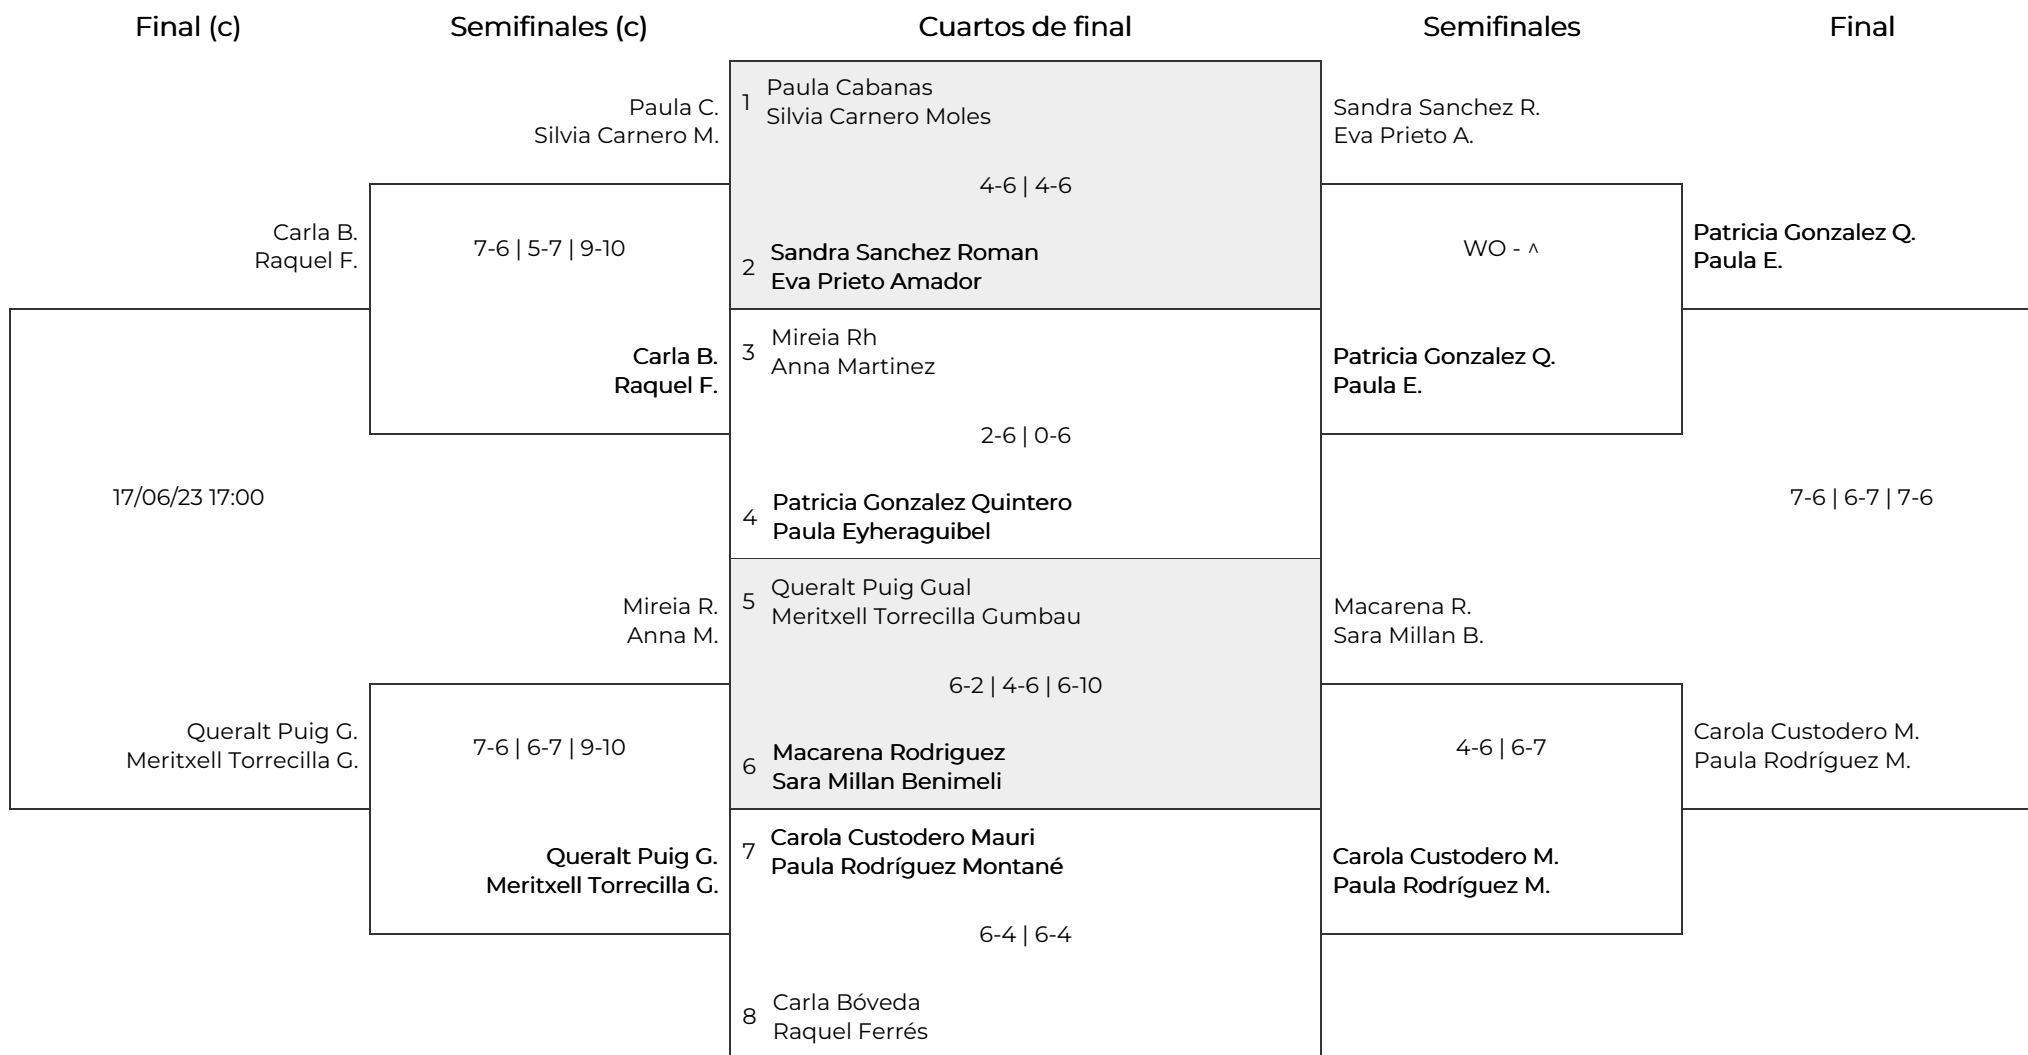 Final (c)
Semifinales (c)
Cuartos de final
Semifinales
Final
Carla B.
Raquel F.
17/06/23 17:00
Queralt Puig G.
Meritxell Torrecilla G.
Paula C.
Silvia Carnero M.
7-6 | 5-7 | 9-10
Carla B.
Raquel F.
Mireia R.
Anna M.
7-6 | 6-7 | 9-10
Queralt Puig G.
Meritxell Torrecilla G.
1
Paula Cabanas
Silvia Carnero Moles
4-6 | 4-6
2
Sandra Sanchez Roman
Eva Prieto Amador
3
Mireia Rh
Anna Martinez
2-6 | 0-6
4
Patricia Gonzalez Quintero
Paula Eyheraguibel
5
Queralt Puig Gual
Meritxell Torrecilla Gumbau
6-2 | 4-6 | 6-10
6
Macarena Rodriguez
Sara Millan Benimeli
7
Carola Custodero Mauri
Paula Rodríguez Montané
6-4 | 6-4
8
Carla Bóveda
Raquel Ferrés
Sandra Sanchez R.
Eva Prieto A.
WO - ^
Patricia Gonzalez Q.
Paula E.
Macarena R.
Sara Millan B.
4-6 | 6-7
Carola Custodero M.
Paula Rodríguez M.
Patricia Gonzalez Q.
Paula E.
7-6 | 6-7 | 7-6
Carola Custodero M.
Paula Rodríguez M.